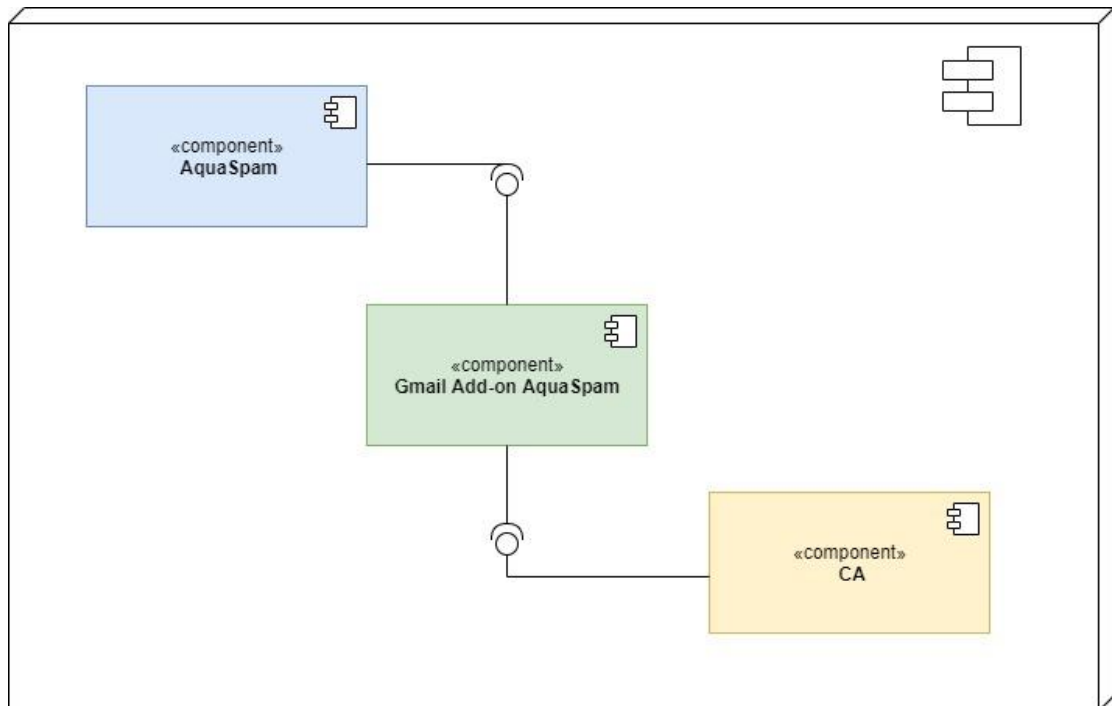 «component»
AquaSpam
«component»
Gmail Add-on AquaSpam
«component»
CA